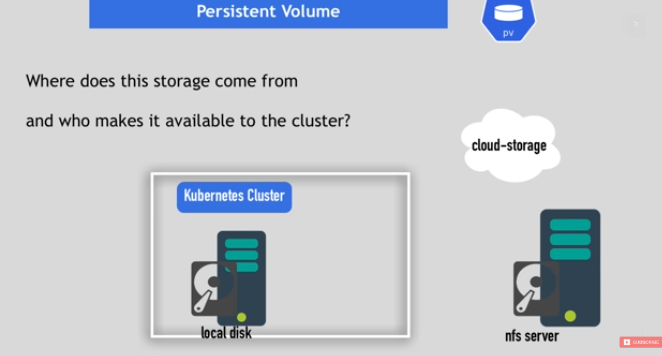 Persistent Volume
pv
Where does this storage come from
and who makes it available to the cluster?
cloud-storage
Kubernetes Cluster
local disk
nfs server
SUBSCRIBE